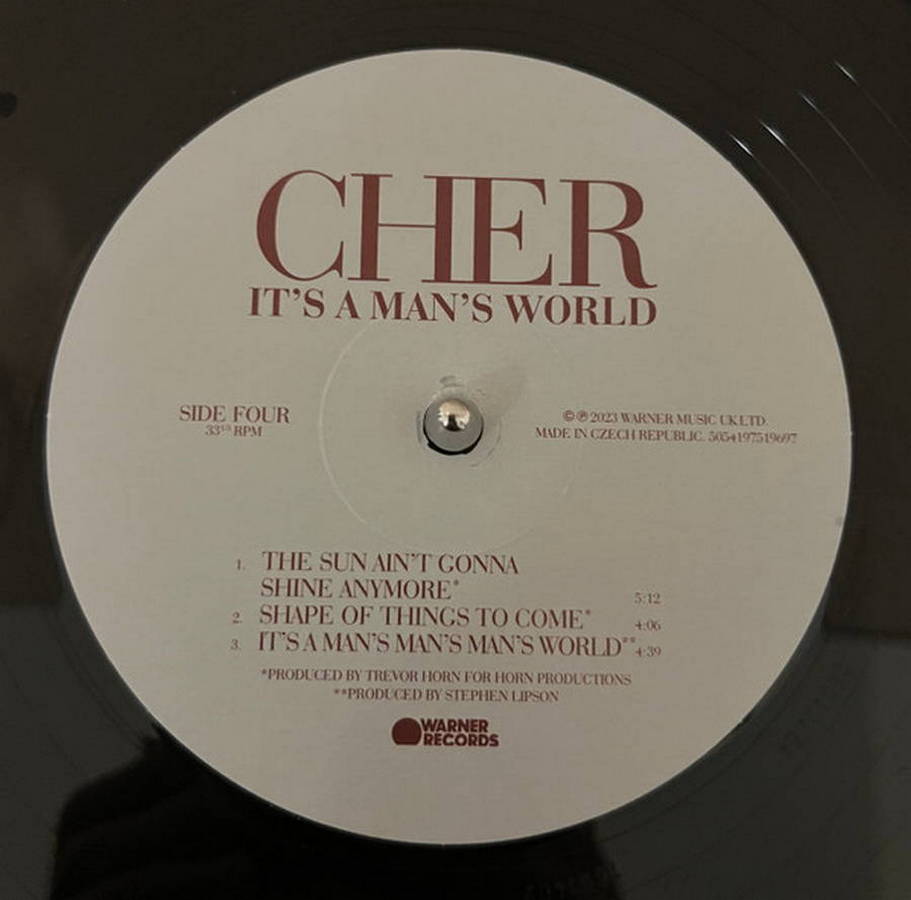 CHER
IT'S A MAN'S WORLD
SIDE FOUR
33⅓ RPM
©℗ 2023 WARNER MUSIC UK LTD.
MADE IN CZECH REPUBLIC. 5054197519697
1. THE SUN AIN'T GONNA
SHINE ANYMORE* 5:12
2. SHAPE OF THINGS TO COME* 4:06
3. IT'S A MAN'S MAN'S MAN'S WORLD** 4:39
*PRODUCED BY TREVOR HORN FOR HORN PRODUCTIONS
**PRODUCED BY STEPHEN LIPSON
WARNER
RECORDS